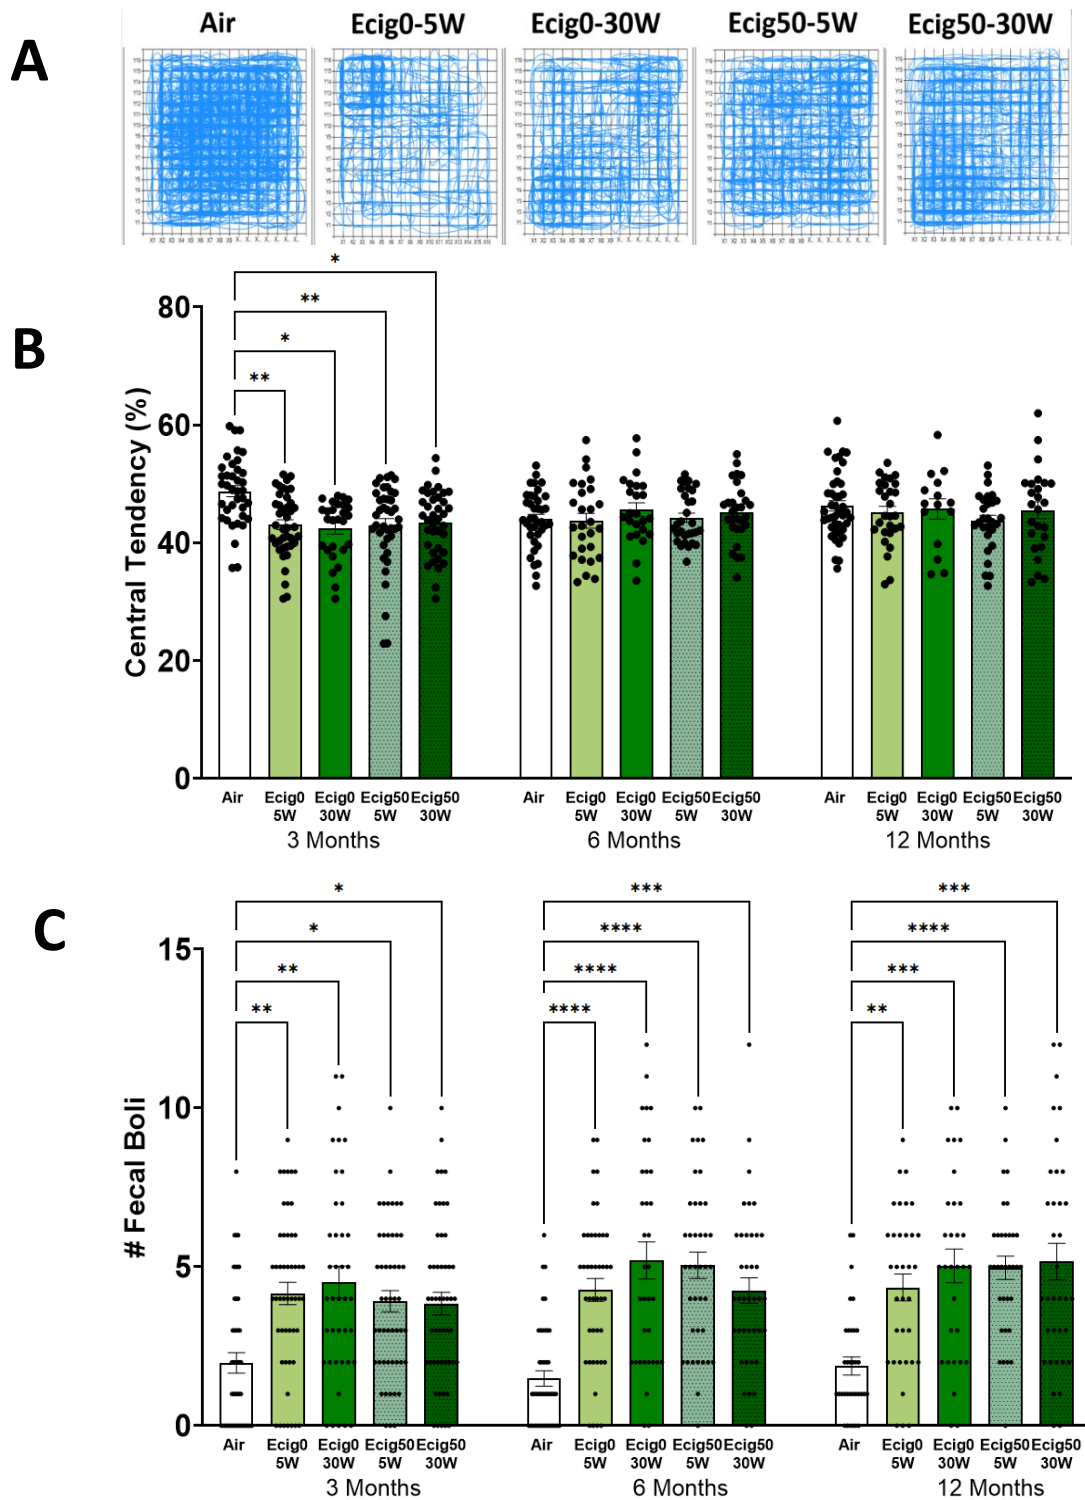 A
Air Ecig0-5W Ecig0-30W Ecig50-5W Ecig50-30W
B
Central Tendency (%)
80
60
40
20
0
** * ** *
Air Ecig0 5W Ecig0 30W Ecig50 5W Ecig50 30W
3 Months
Air Ecig0 5W Ecig0 30W Ecig50 5W Ecig50 30W
6 Months
Air Ecig0 5W Ecig0 30W Ecig50 5W Ecig50 30W
12 Months
C
# Fecal Boli
15
10
5
0
** ** * *
**** **** **** ***
** *** **** ***
Air Ecig0 5W Ecig0 30W Ecig50 5W Ecig50 30W
3 Months
Air Ecig0 5W Ecig0 30W Ecig50 5W Ecig50 30W
6 Months
Air Ecig0 5W Ecig0 30W Ecig50 5W Ecig50 30W
12 Months